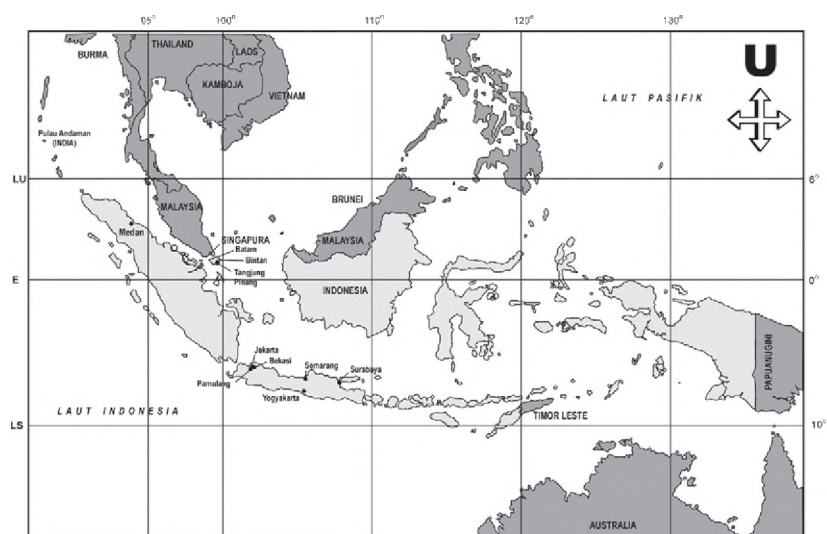 95° 100° 110° 120° 130°
BURMA
THAILAND
LAOS
KAMBOJA
VIETNAM
U
LAUT PASIFIK
Pulau Andaman
(INDIA)
LU
6°
MALAYSIA
BRUNEI
Medan
SINGAPURA
Batam
Bintan
Tangjung
Pinang
MALAYSIA
E
0°
INDONESIA
PAPUANUGINI
Jakarta
Bekasi
Semarang
Surabaya
Pamulang
Yogyakarta
LAUT INDONESIA
TIMOR LESTE
LS
10°
AUSTRALIA